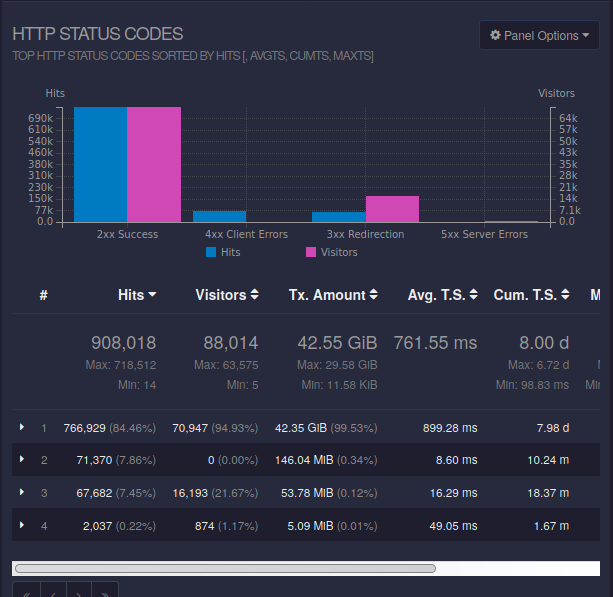 HTTP STATUS CODES
Panel Options
TOP HTTP STATUS CODES SORTED BY HITS [, AVGTS, CUMTS, MAXTS]
Hits Visitors
690k 64k
610k 57k
540k 50k
460k 43k
380k 35k
310k 28k
230k 21k
150k 14k
77k 7.1k
0.0 0.0
2xx Success 4xx Client Errors 3xx Redirection 5xx Server Errors
Hits Visitors
# Hits Visitors Tx. Amount Avg. T.S. Cum. T.S. M
908,018 88,014 42.55 GiB 761.55 ms 8.00 d
Max: 718,512 Max: 63,575 Max: 29.58 GiB Max: 6.72 d
Min: 14 Min: 5 Min: 11.58 KiB Min: 98.83 ms
1 766,929 (84.46%) 70,947 (94.93%) 42.35 GiB (99.53%) 899.28 ms 7.98 d
2 71,370 (7.86%) 0 (0.00%) 146.04 MiB (0.34%) 8.60 ms 10.24 m
3 67,682 (7.45%) 16,193 (21.67%) 53.78 MiB (0.12%) 16.29 ms 18.37 m
4 2,037 (0.22%) 874 (1.17%) 5.09 MiB (0.01%) 49.05 ms 1.67 m